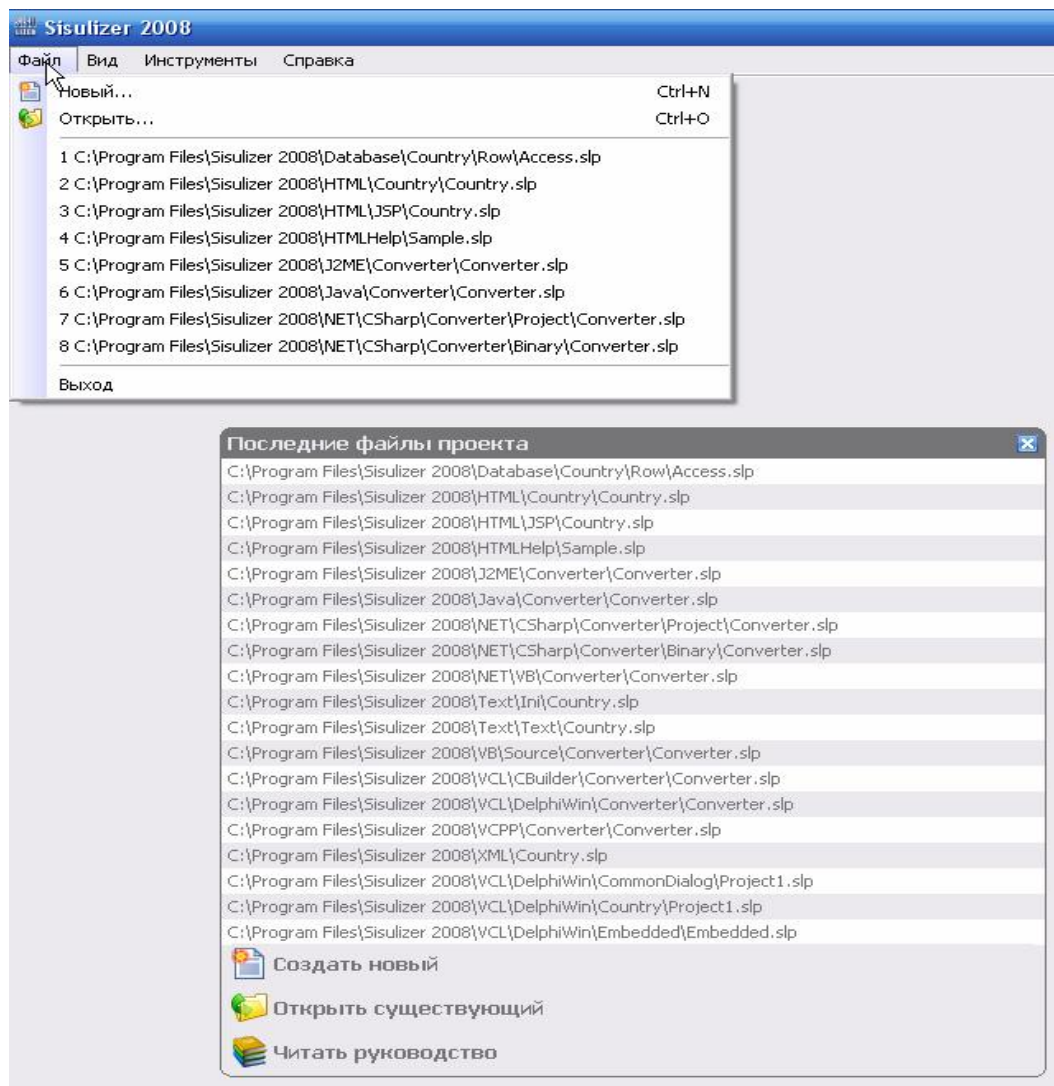 Sisulizer 2008
Файл Вид Инструменты Справка
Новый... Ctrl+N
Открыть... Ctrl+O
1 C:\Program Files\Sisulizer 2008\Database\Country\Row\Access.slp
2 C:\Program Files\Sisulizer 2008\HTML\Country\Country.slp
3 C:\Program Files\Sisulizer 2008\HTML\JSP\Country.slp
4 C:\Program Files\Sisulizer 2008\HTMLHelp\Sample.slp
5 C:\Program Files\Sisulizer 2008\J2ME\Converter\Converter.slp
6 C:\Program Files\Sisulizer 2008\Java\Converter\Converter.slp
7 C:\Program Files\Sisulizer 2008\NET\CSharp\Converter\Project\Converter.slp
8 C:\Program Files\Sisulizer 2008\NET\CSharp\Converter\Binary\Converter.slp
Выход
Последние файлы проекта
C:\Program Files\Sisulizer 2008\Database\Country\Row\Access.slp
C:\Program Files\Sisulizer 2008\HTML\Country\Country.slp
C:\Program Files\Sisulizer 2008\HTML\JSP\Country.slp
C:\Program Files\Sisulizer 2008\HTMLHelp\Sample.slp
C:\Program Files\Sisulizer 2008\J2ME\Converter\Converter.slp
C:\Program Files\Sisulizer 2008\Java\Converter\Converter.slp
C:\Program Files\Sisulizer 2008\NET\CSharp\Converter\Project\Converter.slp
C:\Program Files\Sisulizer 2008\NET\CSharp\Converter\Binary\Converter.slp
C:\Program Files\Sisulizer 2008\NET\VB\Converter\Converter.slp
C:\Program Files\Sisulizer 2008\Text\Ini\Country.slp
C:\Program Files\Sisulizer 2008\Text\Text\Country.slp
C:\Program Files\Sisulizer 2008\VB\Source\Converter\Converter.slp
C:\Program Files\Sisulizer 2008\VCL\CBuilder\Converter\Converter.slp
C:\Program Files\Sisulizer 2008\VCL\DelphiWin\Converter\Converter.slp
C:\Program Files\Sisulizer 2008\VCPP\Converter\Converter.slp
C:\Program Files\Sisulizer 2008\XML\Country.slp
C:\Program Files\Sisulizer 2008\VCL\DelphiWin\CommonDialog\Project1.slp
C:\Program Files\Sisulizer 2008\VCL\DelphiWin\Country\Project1.slp
C:\Program Files\Sisulizer 2008\VCL\DelphiWin\Embedded\Embedded.slp
Создать новый
Открыть существующий
Читать руководство